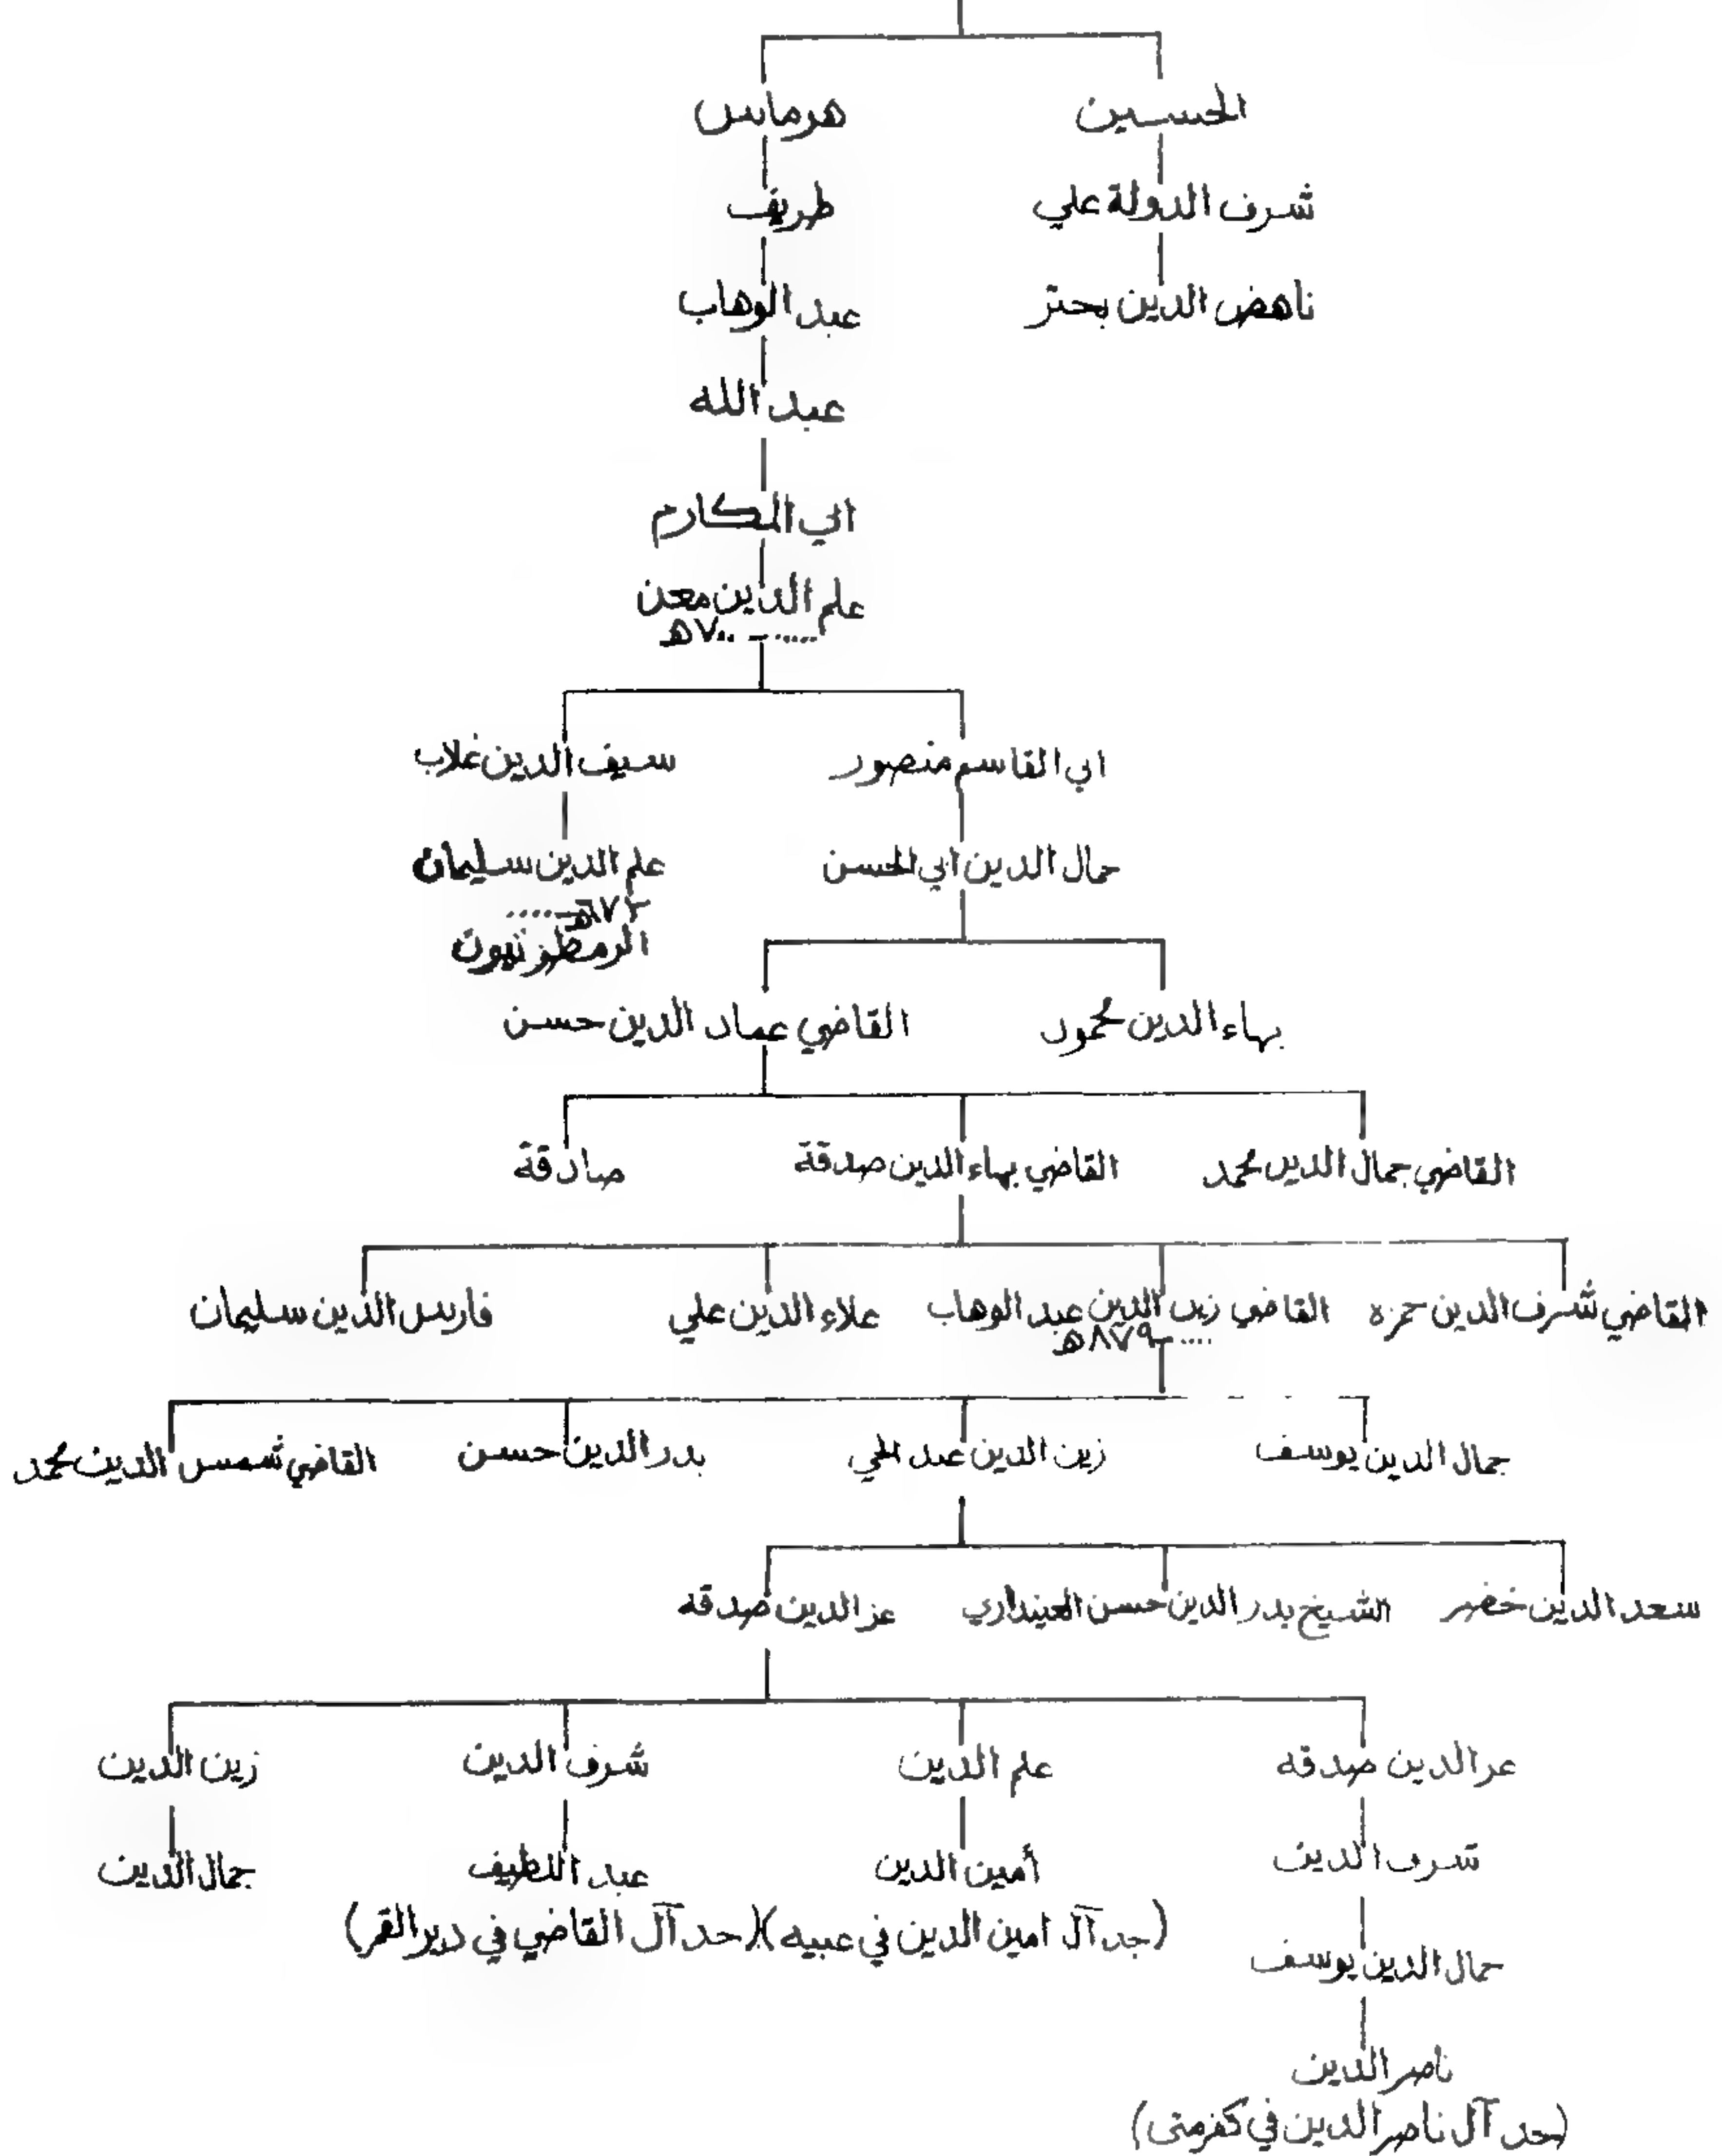 الحسين هرماس
شرف الدولة علي طريف
ناهض الدين بحتر عبد الوهاب
عبد الله
ابي المكارم
علم الدين معن
..... - ٧٠٠ه
ابي القاسم منصور سيف الدين غلاب
جمال الدين ابي الحسن علم الدين سليمان
الرمطونيون
بهاء الدين محمود القاضي عماد الدين حسن
القاضي جمال الدين محمد القاضي بهاء الدين صدقة صادقة
القاضي شرف الدين حمزه القاضي زين الدين عبد الوهاب علاء الدين علي فارس الدين سليمان
.... - ٨٧٩ه
جمال الدين يوسف زين الدين عبد الحي بدر الدين حسن القاضي شمس الدين محمد
سعد الدين خضر الشيخ بدر الدين حسن العينداري عز الدين صدقه
عز الدين صدقه علم الدين شرف الدين زين الدين
شرف الدين أمين الدين عبد اللطيف جمال الدين
(جد آل امين الدين في عبيه) (جد آل القاضي في دير القمر)
جمال الدين يوسف
ناصر الدين
(جد آل ناصر الدين في كفرمتى)